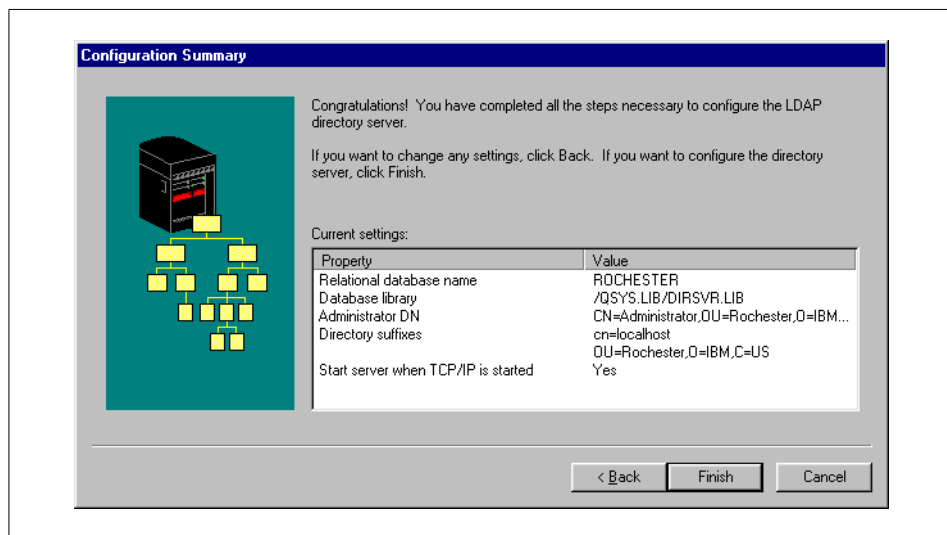 Configuration Summary
Congratulations! You have completed all the steps necessary to configure the LDAP
directory server.
If you want to change any settings, click Back. If you want to configure the directory
server, click Finish.
Current settings:
Property Value
Relational database name ROCHESTER
Database library /QSYS.LIB/DIRSVR.LIB
Administrator DN CN=Administrator,OU=Rochester,O=IBM...
Directory suffixes cn=localhost
OU=Rochester,O=IBM,C=US
Start server when TCP/IP is started Yes
< Back Finish Cancel